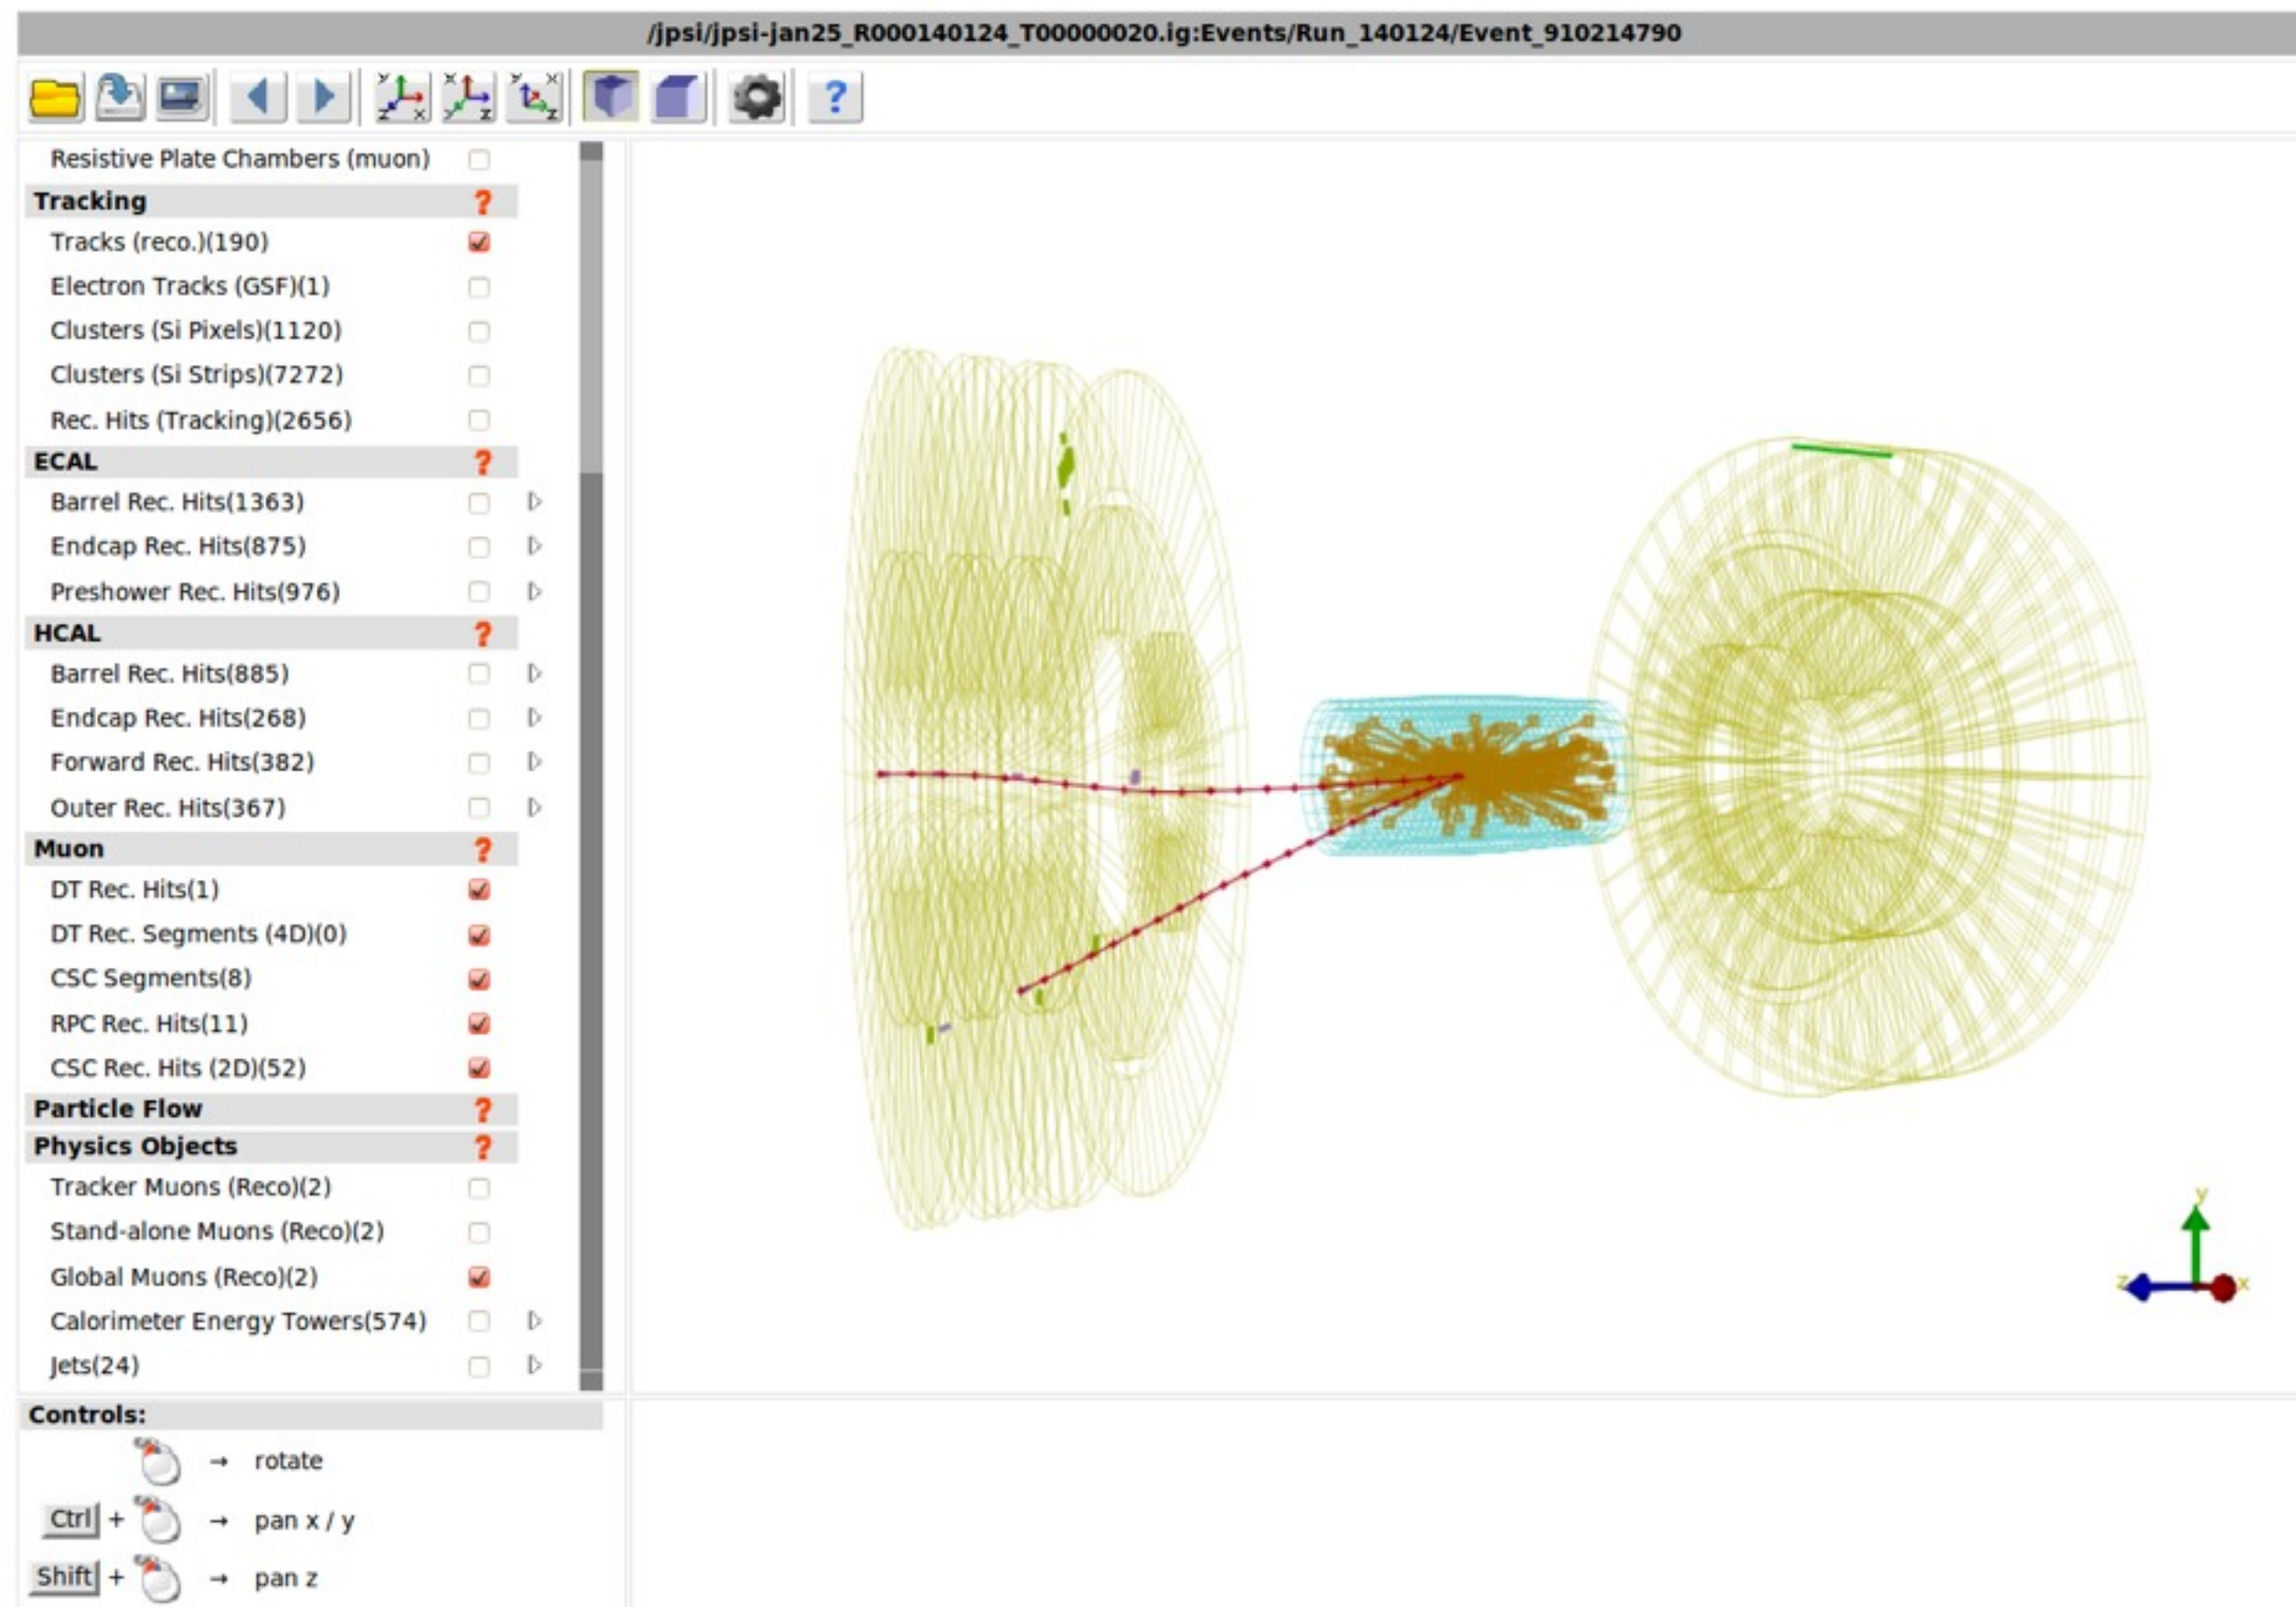 /jpsi/jpsi-jan25_R000140124_T00000020.ig:Events/Run_140124/Event_910214790
Resistive Plate Chambers (muon)
Tracking ?
Tracks (reco.)(190)
Electron Tracks (GSF)(1)
Clusters (Si Pixels)(1120)
Clusters (Si Strips)(7272)
Rec. Hits (Tracking)(2656)
ECAL ?
Barrel Rec. Hits(1363)
Endcap Rec. Hits(875)
Preshower Rec. Hits(976)
HCAL ?
Barrel Rec. Hits(885)
Endcap Rec. Hits(268)
Forward Rec. Hits(382)
Outer Rec. Hits(367)
Muon ?
DT Rec. Hits(1)
DT Rec. Segments (4D)(0)
CSC Segments(8)
RPC Rec. Hits(11)
CSC Rec. Hits (2D)(52)
Particle Flow ?
Physics Objects ?
Tracker Muons (Reco)(2)
Stand-alone Muons (Reco)(2)
Global Muons (Reco)(2)
Calorimeter Energy Towers(574)
Jets(24)
y
z x
Controls:
→ rotate
Ctrl + → pan x / y
Shift + → pan z